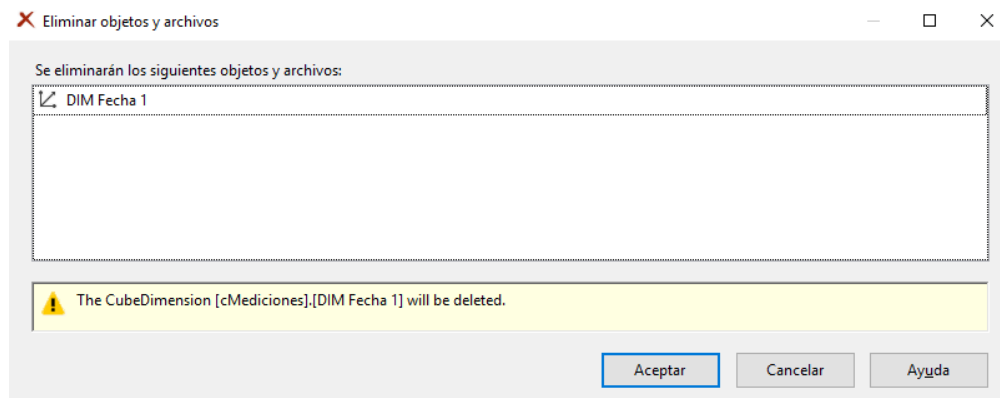 Eliminar objetos y archivos
Se eliminarán los siguientes objetos y archivos:
DIM Fecha 1
The CubeDimension [cMediciones].[DIM Fecha 1] will be deleted.
Aceptar
Cancelar
Ayuda